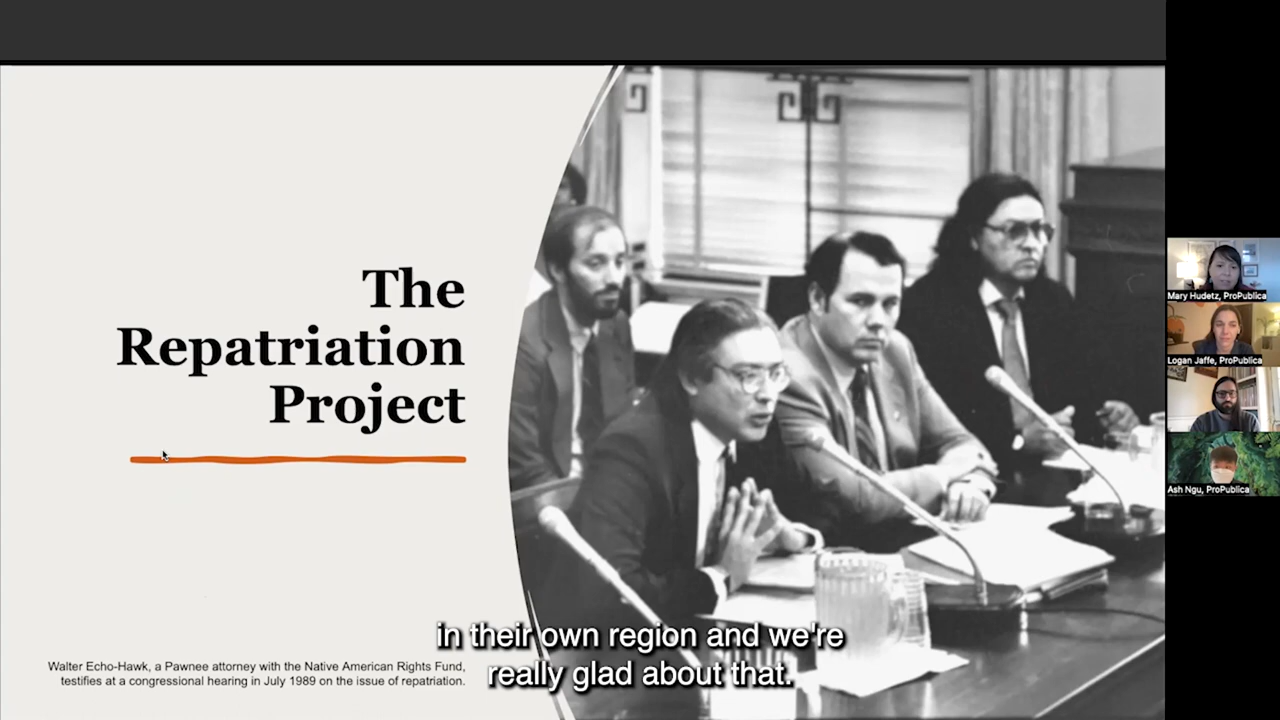 The
Repatriation
Project
Walter Echo-Hawk, a Pawnee attorney with the Native American Rights Fund,
testifies at a congressional hearing in July 1989 on the issue of repatriation.
in their own region and we're
really glad about that.
Mary Hudetz, ProPublica
Logan Jaffe, ProPublica
Ash Ngu, ProPublica